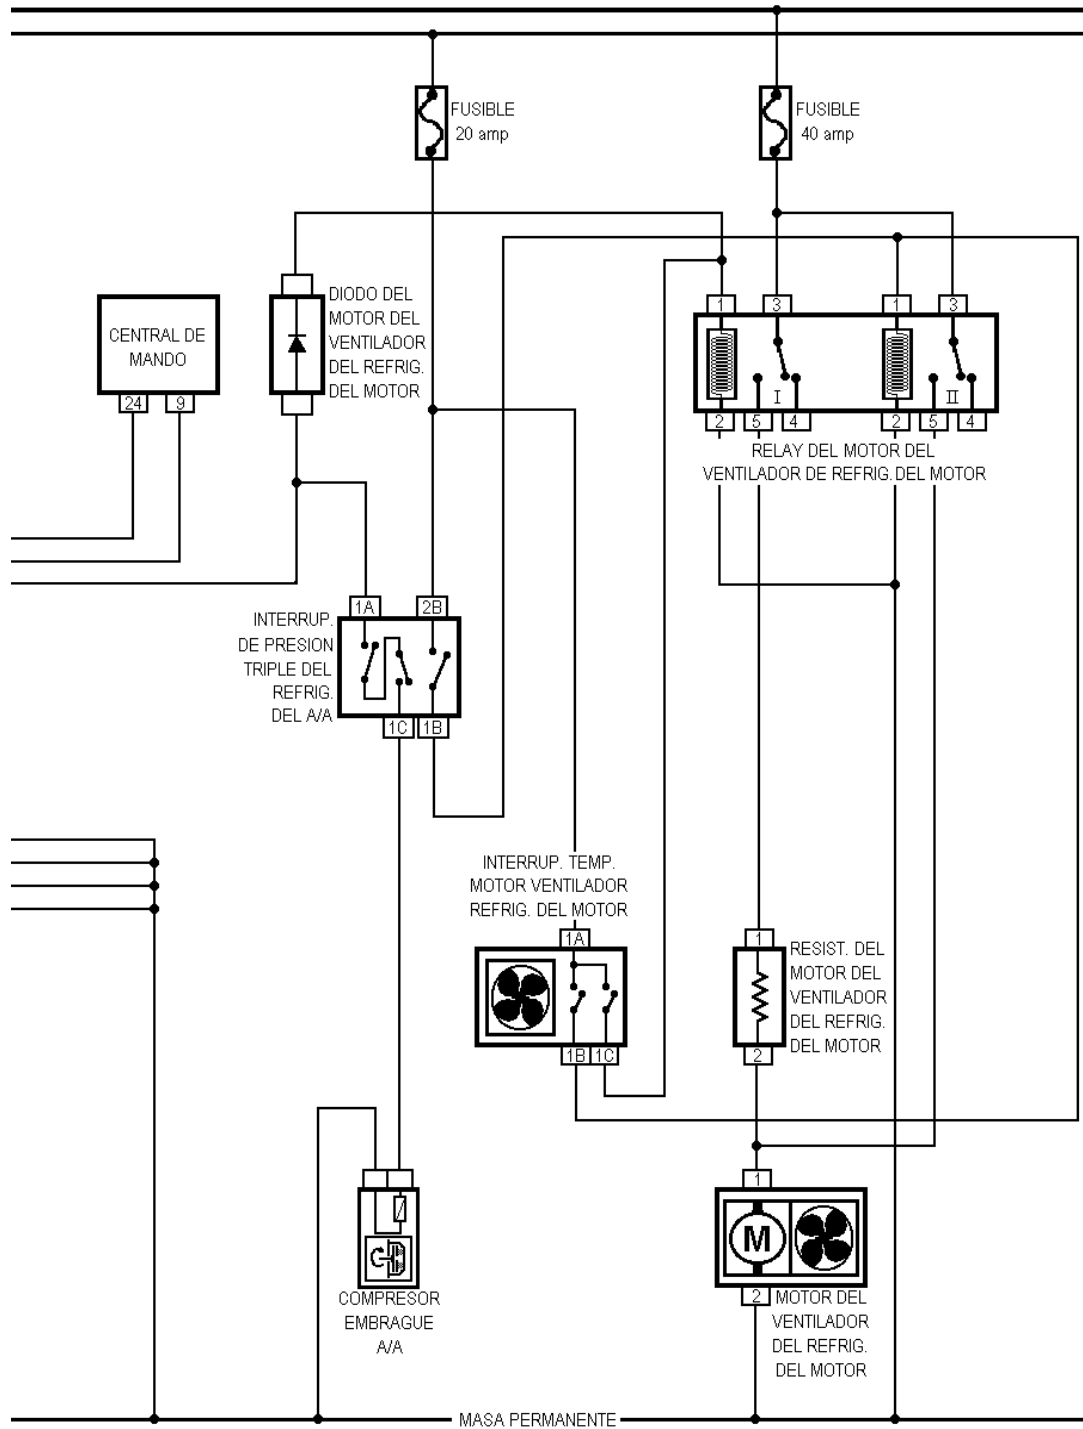 FUSIBLE
20 amp
FUSIBLE
40 amp
CENTRAL DE
MANDO
24 9
DIODO DEL
MOTOR DEL
VENTILADOR
DEL REFRIG.
DEL MOTOR
1 3 1 3
I II
2 5 4 2 5 4
RELAY DEL MOTOR DEL
VENTILADOR DE REFRIG. DEL MOTOR
1A 2B
INTERRUP.
DE PRESION
TRIPLE DEL
REFRIG.
DEL A/A
1C 1B
INTERRUP. TEMP.
MOTOR VENTILADOR
REFRIG. DEL MOTOR
1A
1B 1C
1
RESIST. DEL
MOTOR DEL
VENTILADOR
DEL REFRIG.
DEL MOTOR
2
COMPRESOR
EMBRAGUE
A/A
1
M
2
MOTOR DEL
VENTILADOR
DEL REFRIG.
DEL MOTOR
MASA PERMANENTE